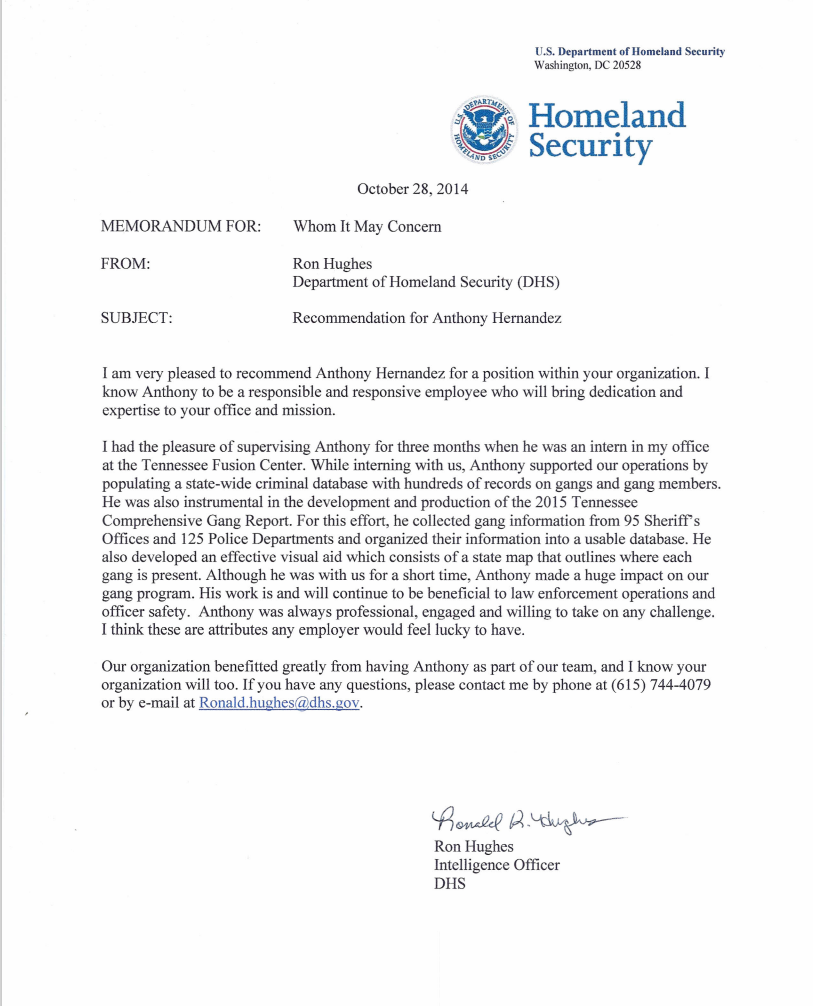 U.S. Department of Homeland Security
Washington, DC 20528
U.S. DEPARTMENT OF HOMELAND SECURITY
Homeland
Security
October 28, 2014
MEMORANDUM FOR: Whom It May Concern
FROM: Ron Hughes
Department of Homeland Security (DHS)
SUBJECT: Recommendation for Anthony Hernandez
I am very pleased to recommend Anthony Hernandez for a position within your organization. I
know Anthony to be a responsible and responsive employee who will bring dedication and
expertise to your office and mission.
I had the pleasure of supervising Anthony for three months when he was an intern in my office
at the Tennessee Fusion Center. While interning with us, Anthony supported our operations by
populating a state-wide criminal database with hundreds of records on gangs and gang members.
He was also instrumental in the development and production of the 2015 Tennessee
Comprehensive Gang Report. For this effort, he collected gang information from 95 Sheriff's
Offices and 125 Police Departments and organized their information into a usable database. He
also developed an effective visual aid which consists of a state map that outlines where each
gang is present. Although he was with us for a short time, Anthony made a huge impact on our
gang program. His work is and will continue to be beneficial to law enforcement operations and
officer safety. Anthony was always professional, engaged and willing to take on any challenge.
I think these are attributes any employer would feel lucky to have.
Our organization benefitted greatly from having Anthony as part of our team, and I know your
organization will too. If you have any questions, please contact me by phone at (615) 744-4079
or by e-mail at Ronald.hughes@dhs.gov.
Ronald R. Hughes
Ron Hughes
Intelligence Officer
DHS